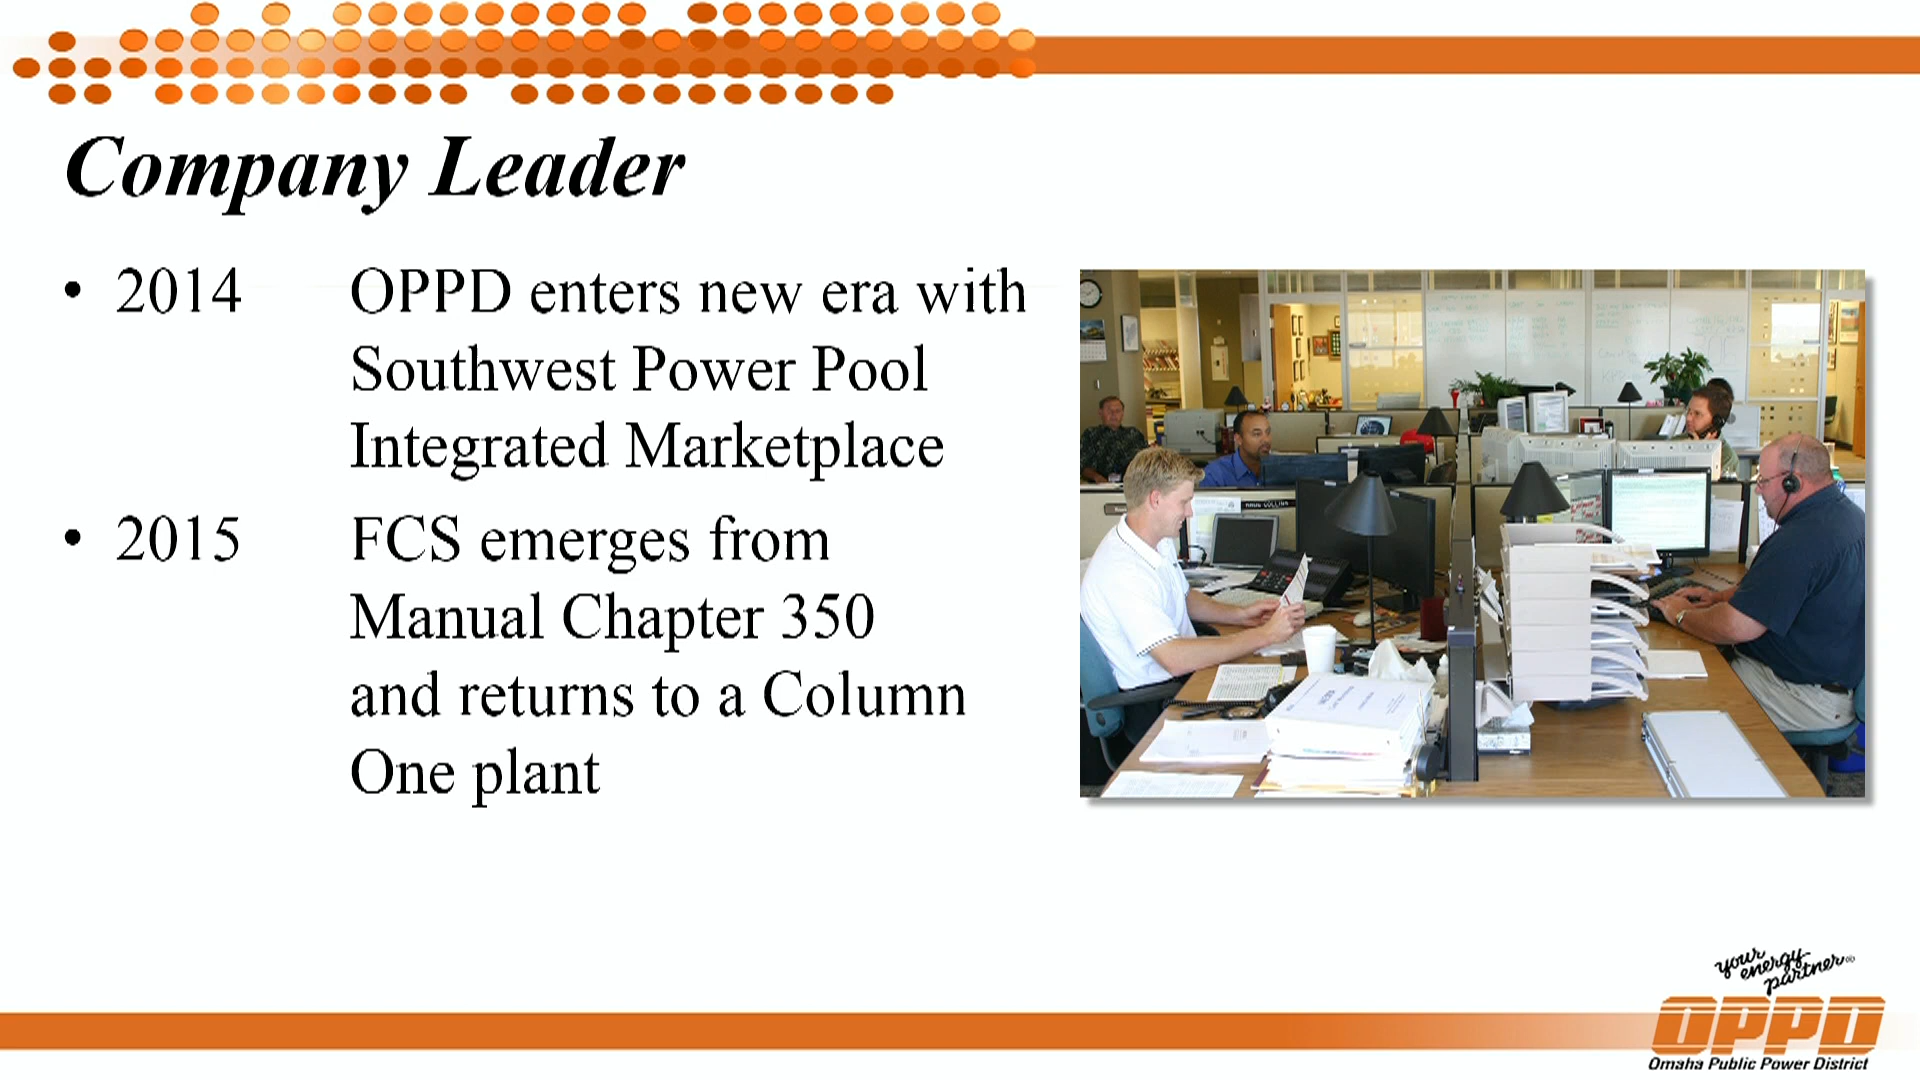 Company Leader
• 2014 OPPD enters new era with
Southwest Power Pool
Integrated Marketplace
• 2015 FCS emerges from
Manual Chapter 350
and returns to a Column
One plant
your
energy
partner®
OPPD
Omaha Public Power District